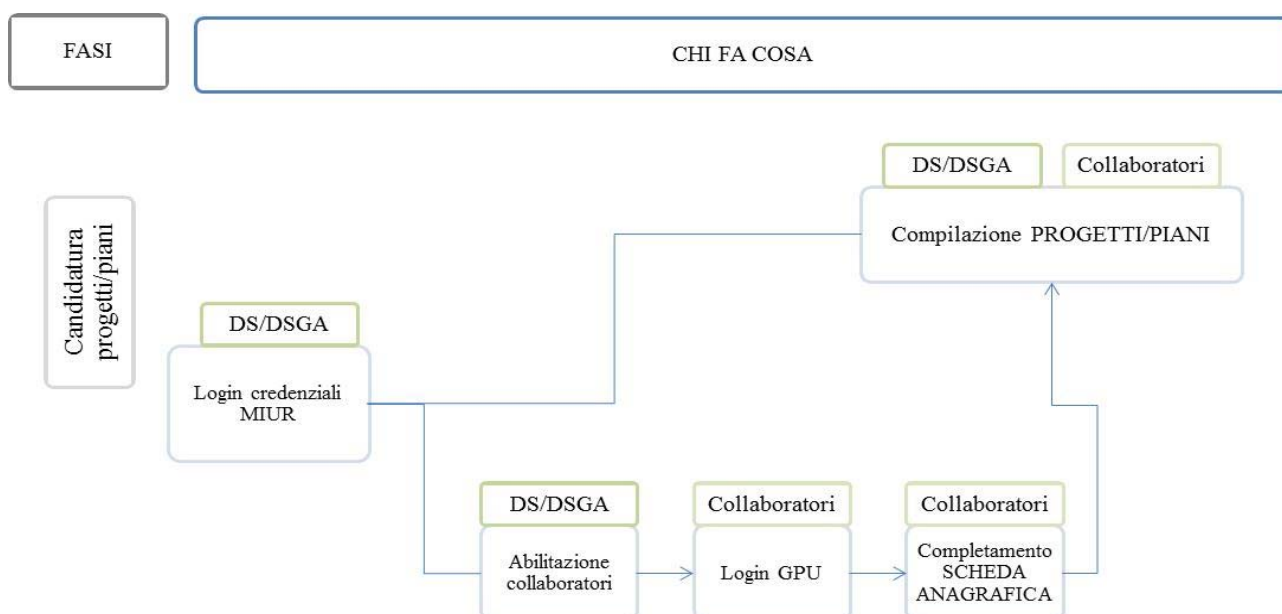 FASI
CHI FA COSA
DS/DSGA
Collaboratori
Compilazione PROGETTI/PIANI
Candidatura
progetti/piani
DS/DSGA
Login credenziali
MIUR
DS/DSGA
Collaboratori
Collaboratori
Abilitazione
collaboratori
Login GPU
Completamento
SCHEDA
ANAGRAFICA